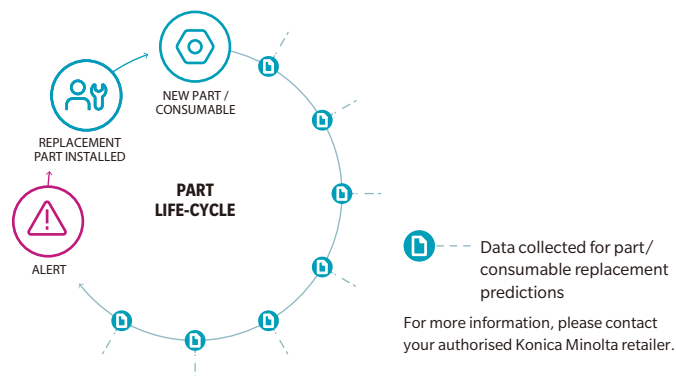 NEW PART /
CONSUMABLE
REPLACEMENT
PART INSTALLED
PART
LIFE-CYCLE
ALERT
Data collected for part/
consumable replacement
predictions
For more information, please contact
your authorised Konica Minolta retailer.